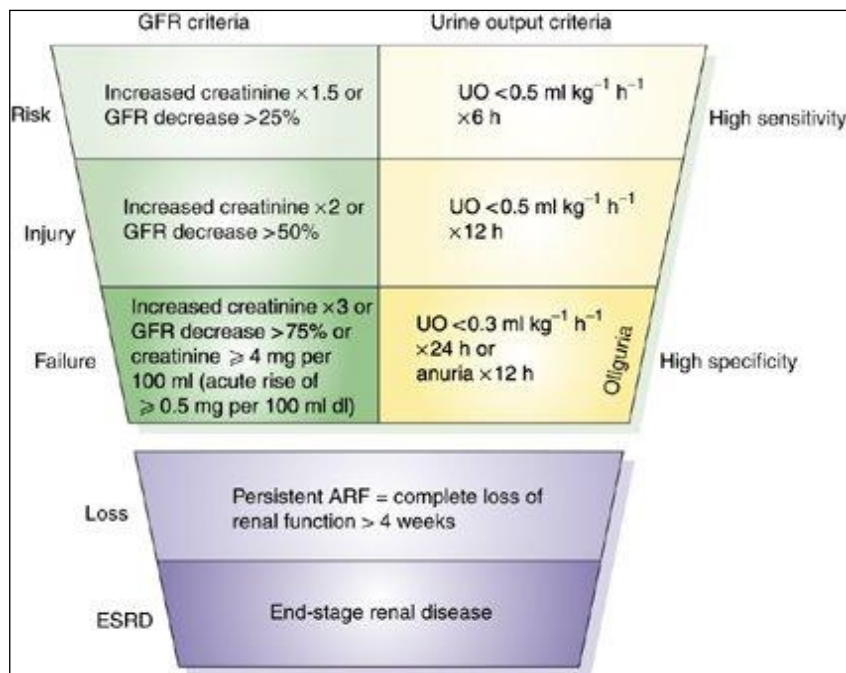 GFR criteria
Urine output criteria
Risk
Increased creatinine ×1.5 or
GFR decrease >25%
UO <0.5 ml kg⁻¹ h⁻¹
×6 h
High sensitivity
Injury
Increased creatinine ×2 or
GFR decrease >50%
UO <0.5 ml kg⁻¹ h⁻¹
×12 h
Failure
Increased creatinine ×3 or
GFR decrease >75% or
creatinine ⩾ 4 mg per
100 ml (acute rise of
⩾ 0.5 mg per 100 ml dl)
UO <0.3 ml kg⁻¹ h⁻¹
×24 h or
anuria ×12 h
Oliguria
High specificity
Loss
Persistent ARF = complete loss of
renal function > 4 weeks
ESRD
End-stage renal disease